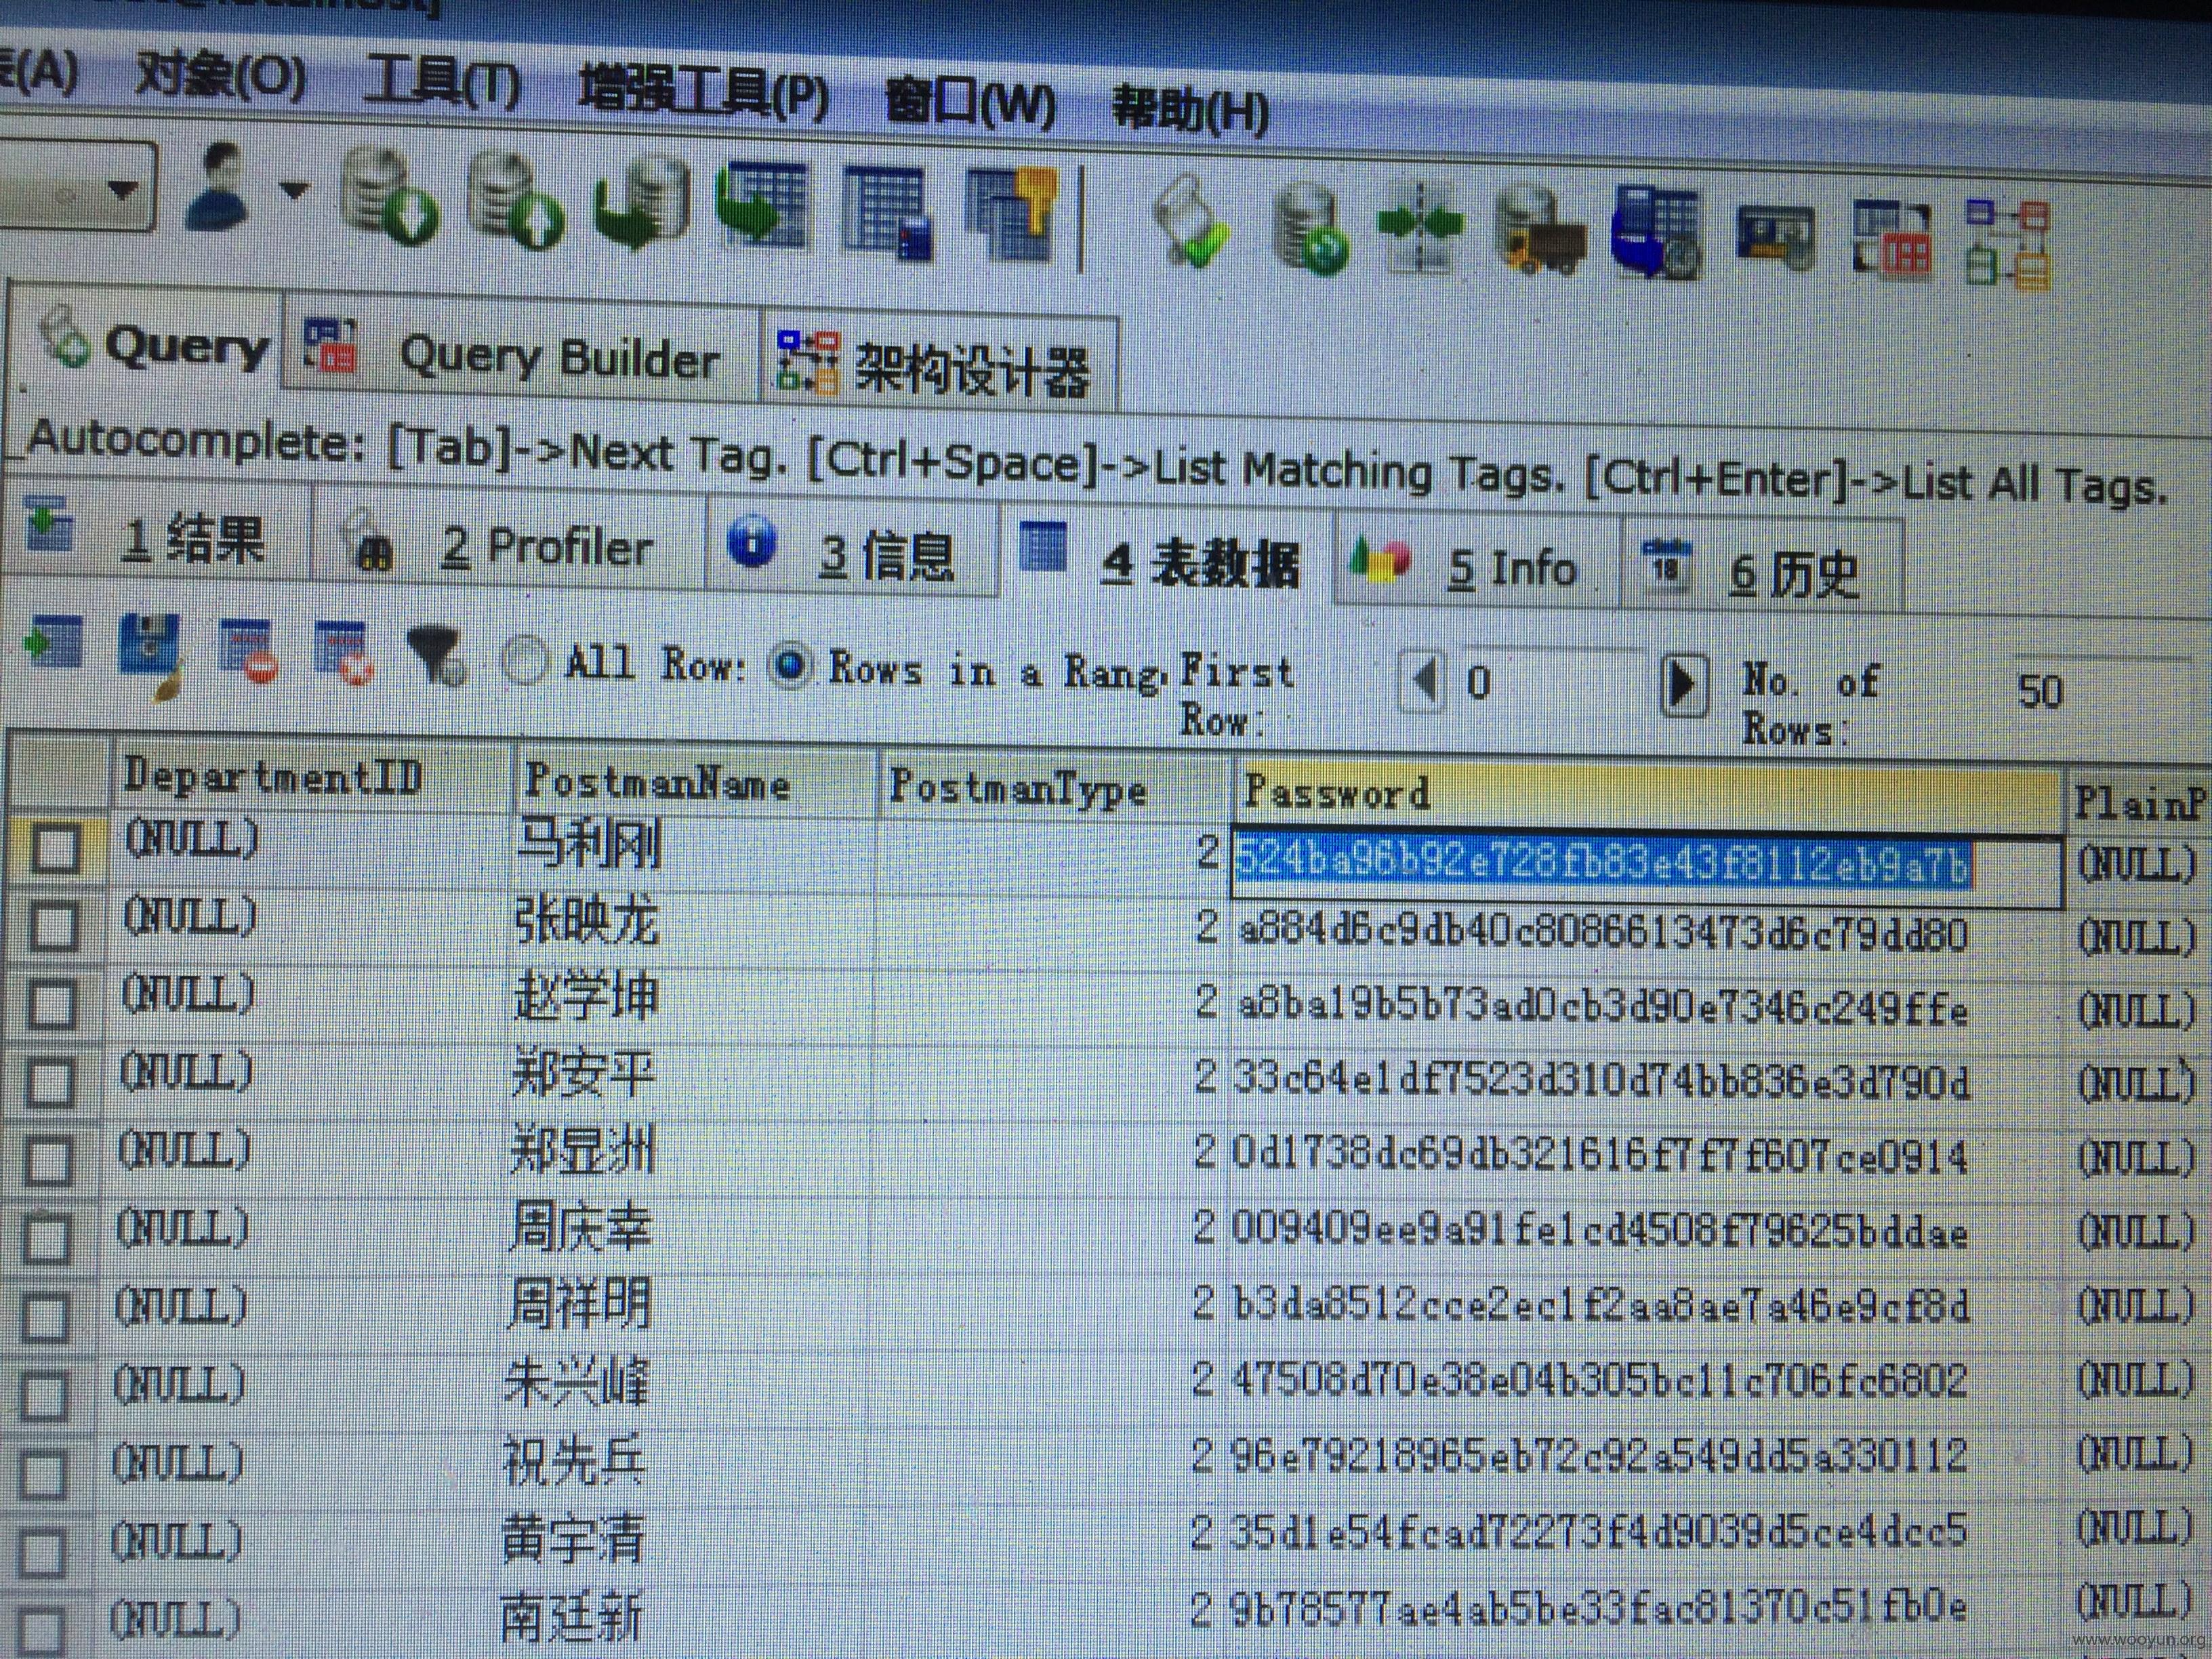 表(A) 对象(O) 工具(T) 增强工具(P) 窗口(W) 帮助(H)
Query Query Builder 架构设计器
Autocomplete: [Tab]->Next Tag. [Ctrl+Space]->List Matching Tags. [Ctrl+Enter]->List All Tags.
1 结果 2 Profiler 3 信息 4 表数据 5 Info 6 历史
All Row: Rows in a Rang First Row: 0 No. of Rows: 50
DepartmentID PostmanName PostmanType Password PlainP
(NULL) 马利刚 2 524ba96b92e728fb83e43f8112eb9a7b (NULL)
(NULL) 张映龙 2 a884d6c9db40c8086613473d6c79dd80 (NULL)
(NULL) 赵学坤 2 a8ba19b5b73ad0cb3d90e7346c249ffe (NULL)
(NULL) 郑安平 2 33c64e1df7523d310d74bb836e3d790d (NULL)
(NULL) 郑显洲 2 0d1738dc69db321616f7f7f607ce0914 (NULL)
(NULL) 周庆幸 2 009409ee9a91fe1cd4508f79625bddae (NULL)
(NULL) 周祥明 2 b3da8512cce2ec1f2aa8ae7a46e9cf8d (NULL)
(NULL) 朱兴峰 2 47508d70e38e04b305bc11c706fc6802 (NULL)
(NULL) 祝先兵 2 96e79218965eb72c92a549dd5a330112 (NULL)
(NULL) 黄宇清 2 35d1e54fcad72273f4d9039d5ce4dcc5 (NULL)
(NULL) 南廷新 2 9b78577ae4ab5be33fac81370c51fb0e (NULL)
www.wooyun.org